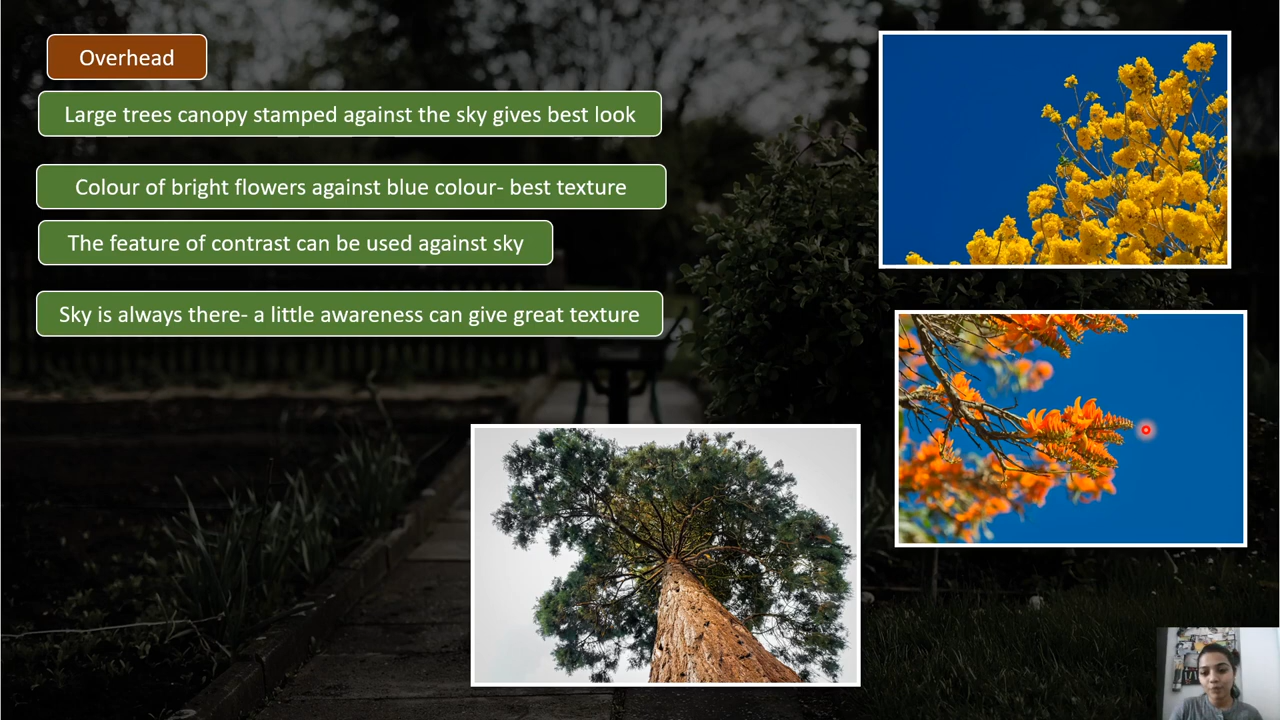 Overhead
Large trees canopy stamped against the sky gives best look
Colour of bright flowers against blue colour- best texture
The feature of contrast can be used against sky
Sky is always there- a little awareness can give great texture